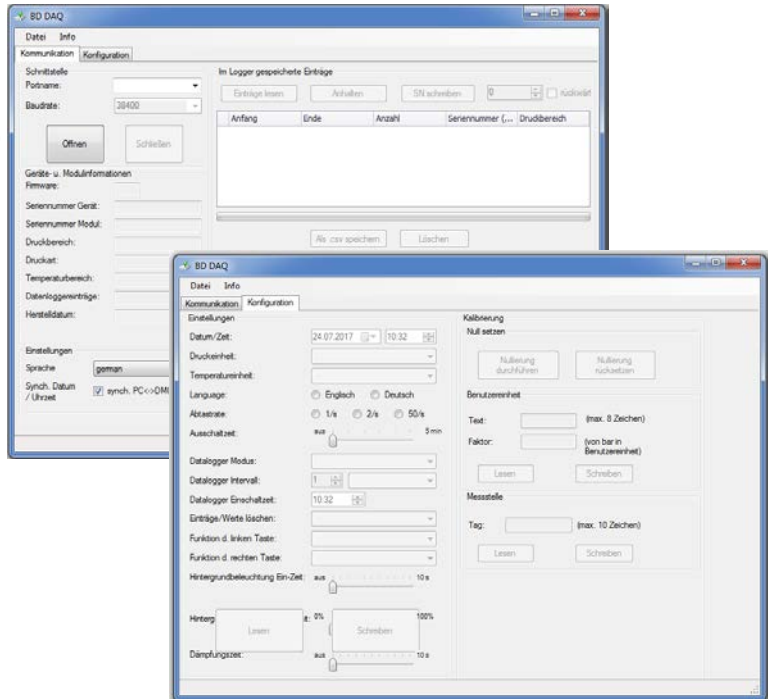 BD DAQ
Datei Info
Kommunikation Konfiguration
Schnittstelle
Portname:
Baudrate: 38400
Öffnen Schließen
Geräte- u. Modulinformationen
Firmware:
Seriennummer Gerät:
Seriennummer Modul:
Druckbereich:
Druckart:
Temperaturbereich:
Datenloggereinträge:
Herstelldatum:
Einstellungen
Sprache german
Synch. Datum
/ Uhrzeit synch. PC<>DM
Im Logger gespeicherte Einträge
Einträge lesen Anhalten SN schreiben 0 rückwärt
Anfang Ende Anzahl Seriennummer (,... Druckbereich
Als .csv speichern Löschen
BD DAQ
Datei Info
Kommunikation Konfiguration
Einstellungen
Datum/Zeit: 24.07.2017 10:32
Druckeinheit:
Temperatureinheit:
Language: Englisch Deutsch
Abtastrate: 1/s 2/s 50/s
Ausschaltzeit: aus 5 min
Datalogger Modus:
Datalogger Intervall: 1
Datalogger Einschaltzeit: 10:32
Einträge/Werte löschen:
Funktion d. linken Taste:
Funktion d. rechten Taste:
Hintergrundbeleuchtung Ein-Zeit: aus 10 s
Hinterg t: 0% 100%
Lesen Schreiben
Dämpfungszeit: aus 10 s
Kalibrierung
Null setzen
Nullierung durchführen
Nullierung rücksetzen
Benutzereinheit
Text: (max. 8 Zeichen)
Faktor: (von bar in
Benutzereinheit)
Lesen Schreiben
Messstelle
Tag: (max. 10 Zeichen)
Lesen Schreiben